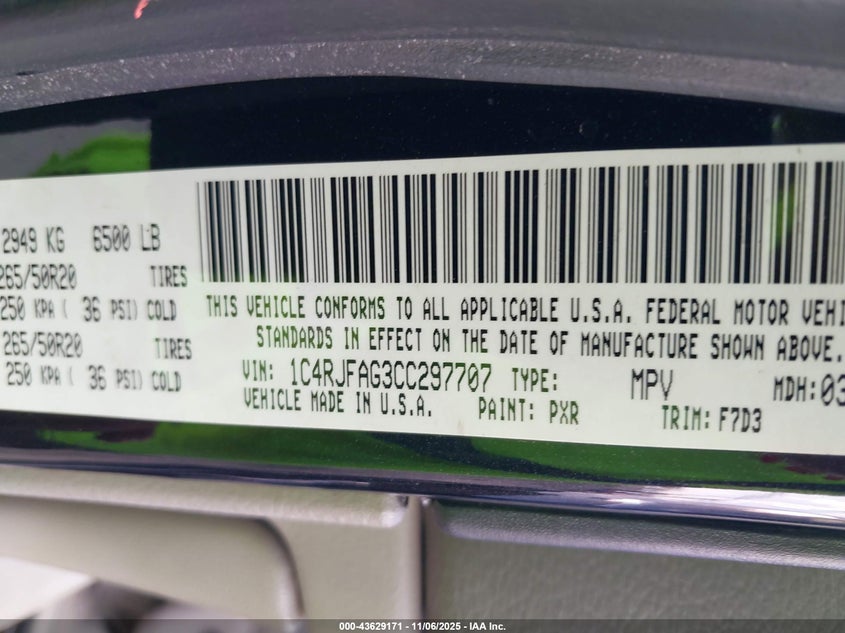 2949 KG 6500 LB
265/50R20 TIRES
250 KPA ( 36 PSI) COLD
265/50R20 TIRES
250 KPA ( 36 PSI) COLD
THIS VEHICLE CONFORMS TO ALL APPLICABLE U.S.A. FEDERAL MOTOR VEHI
STANDARDS IN EFFECT ON THE DATE OF MANUFACTURE SHOWN ABOVE.
VIN: 1C4RJFAG3CC297707 TYPE: MPV MDH: 03
VEHICLE MADE IN U.S.A. PAINT: PXR TRIM: F7D3
000-43629171 - 11/06/2025 - IAA Inc.